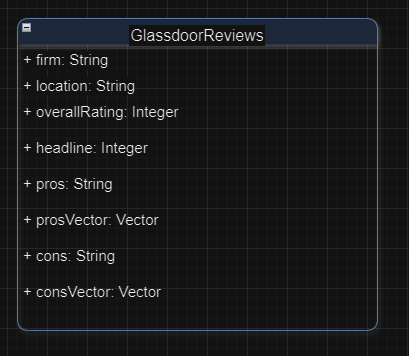 GlassdoorReviews
+ firm: String
+ location: String
+ overallRating: Integer
+ headline: Integer
+ pros: String
+ prosVector: Vector
+ cons: String
+ consVector: Vector